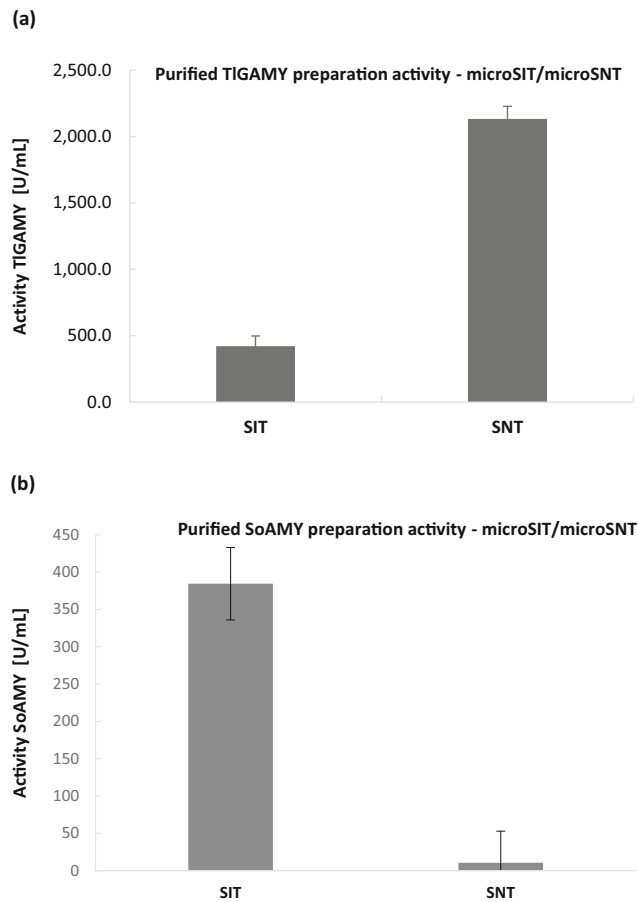 (a)
Purified TlGAMY preparation activity - microSIT/microSNT
Activity TlGAMY [U/mL]
2,500.0
2,000.0
1,500.0
1,000.0
500.0
0.0
SIT SNT
(b)
Purified SoAMY preparation activity - microSIT/microSNT
Activity SoAMY [U/mL]
450
400
350
300
250
200
150
100
50
0
SIT SNT